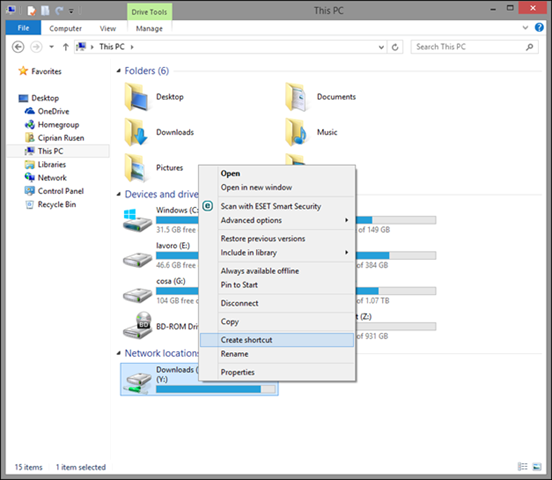 This PC
Drive Tools
File
Computer
View
Manage
This PC
Search This PC
Favorites
Desktop
OneDrive
Homegroup
Ciprian Rusen
This PC
Libraries
Network
Control Panel
Recycle Bin
Folders (6)
Desktop
Documents
Downloads
Music
Pictures
Devices and driv
Windows (C
31.5 GB free
of 149 GB
lavoro (E:)
46.6 GB free
of 384 GB
cosa (G:)
104 GB free
of 1.07 TB
BD-ROM Driv
t (Z:)
of 931 GB
Network location
Downloads (
(Y:)
Open
Open in new window
Scan with ESET Smart Security
Advanced options
Restore previous versions
Include in library
Always available offline
Pin to Start
Disconnect
Copy
Create shortcut
Rename
Properties
15 items
1 item selected